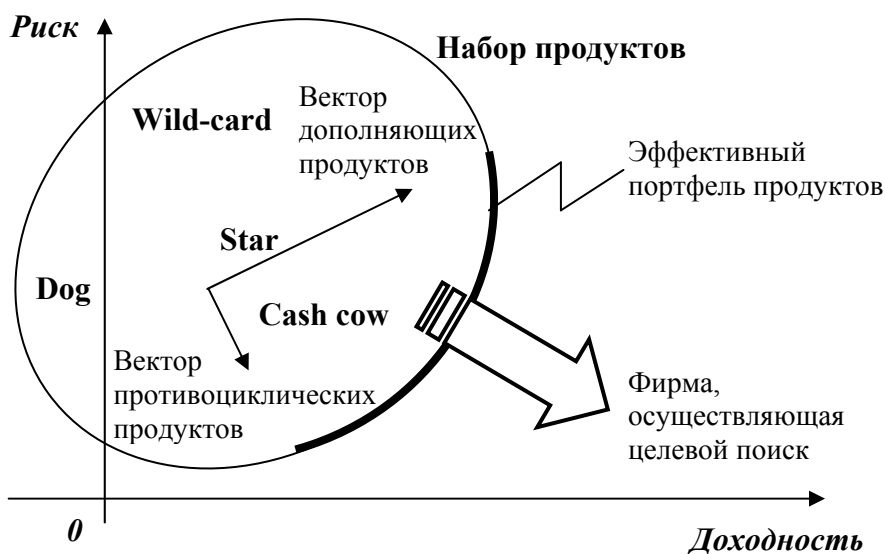 Риск
Набор продуктов
Wild-card
Вектор
дополняющих
продуктов
Эффективный
портфель продуктов
Star
Dog
Cash cow
Вектор
противоциклических
продуктов
Фирма,
осуществляющая
целевой поиск
0
Доходность